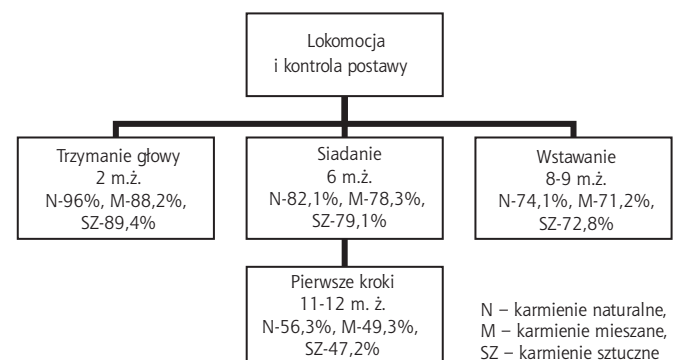 Lokomocja
i kontrola postawy
Trzymanie głowy
2 m.ż.
N-96%, M-88,2%,
SZ-89,4%
Siadanie
6 m.ż.
N-82,1%, M-78,3%,
SZ-79,1%
Wstawanie
8-9 m.ż.
N-74,1%, M-71,2%,
SZ-72,8%
Pierwsze kroki
11-12 m. ż.
N-56,3%, M-49,3%,
SZ-47,2%
N – karmienie naturalne,
M – karmienie mieszane,
SZ – karmienie sztuczne